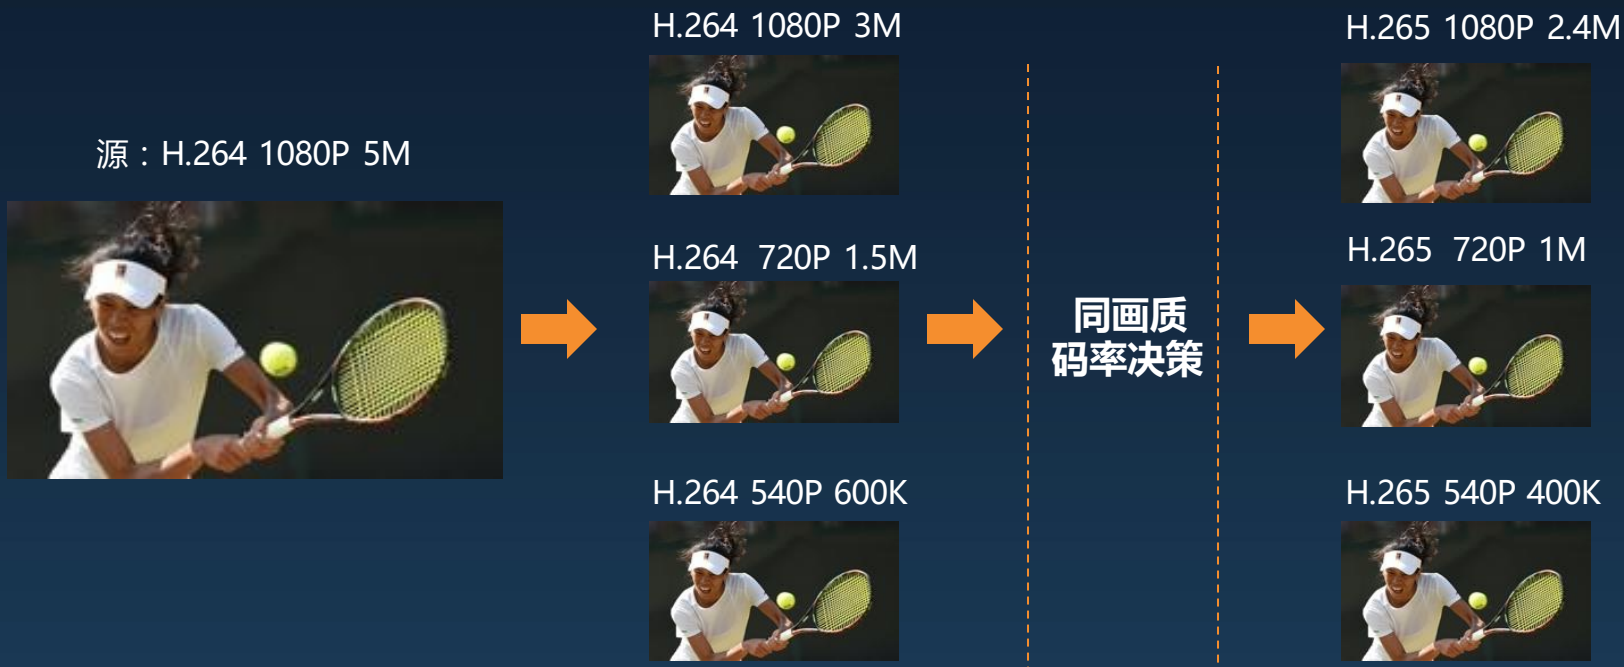 源：H.264 1080P 5M
H.264 1080P 3M
H.264 720P 1.5M
H.264 540P 600K
同画质
码率决策
H.265 1080P 2.4M
H.265 720P 1M
H.265 540P 400K